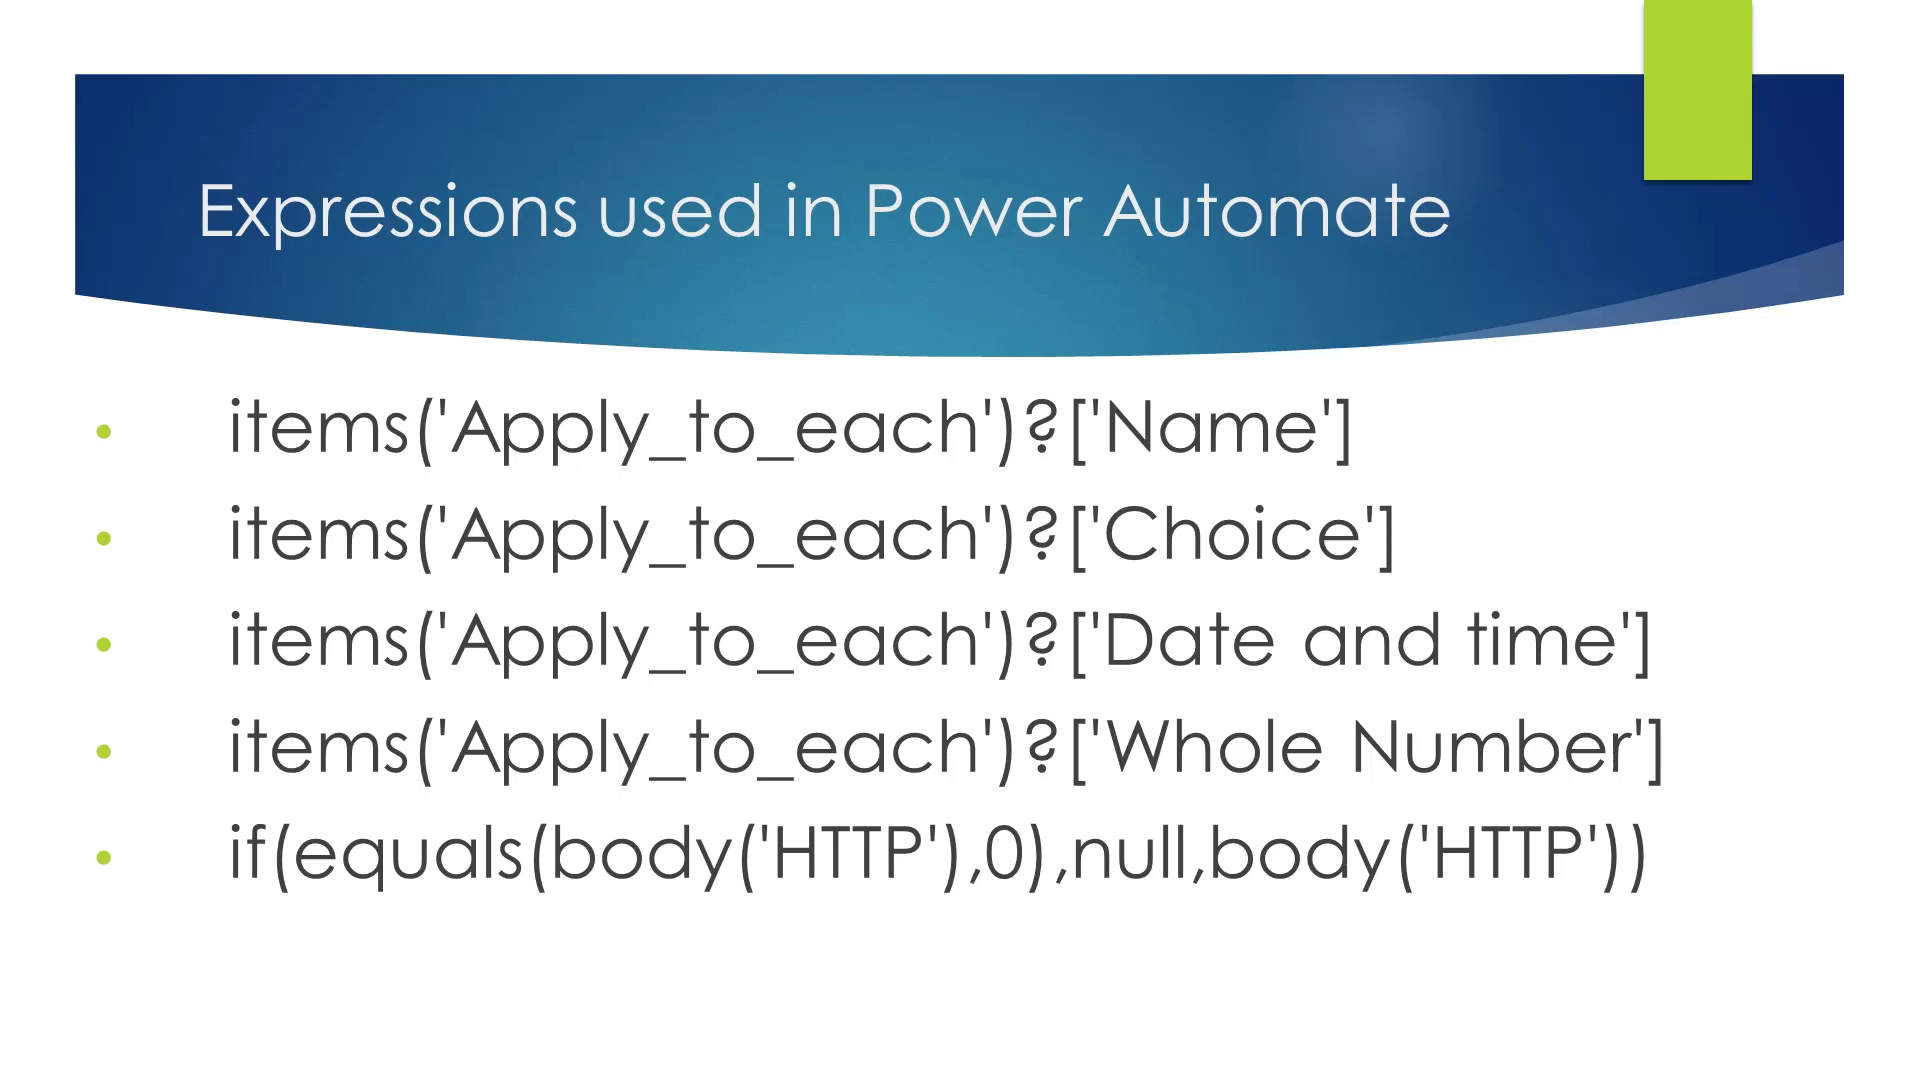 Expressions used in Power Automate
• items('Apply_to_each')?['Name']
• items('Apply_to_each')?['Choice']
• items('Apply_to_each')?['Date and time']
• items('Apply_to_each')?['Whole Number']
• if(equals(body('HTTP'),0),null,body('HTTP'))